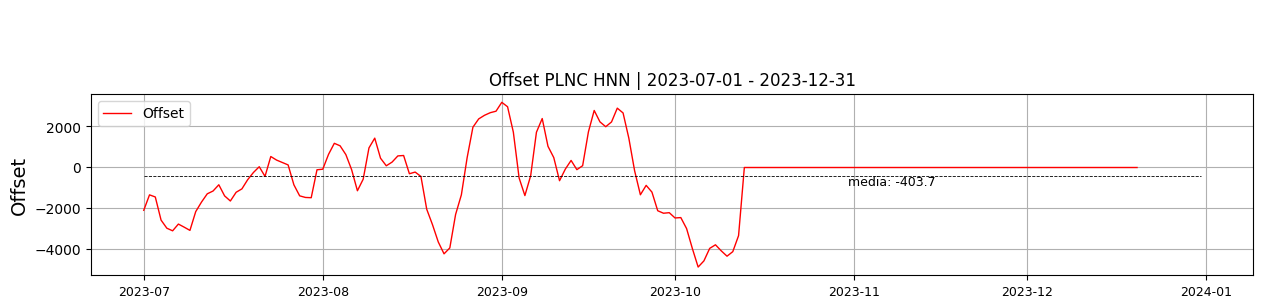 Offset PLNC HNN | 2023-07-01 - 2023-12-31
Offset
Offset
2000
0
−2000
−4000
media: -403.7
2023-07 2023-08 2023-09 2023-10 2023-11 2023-12 2024-01